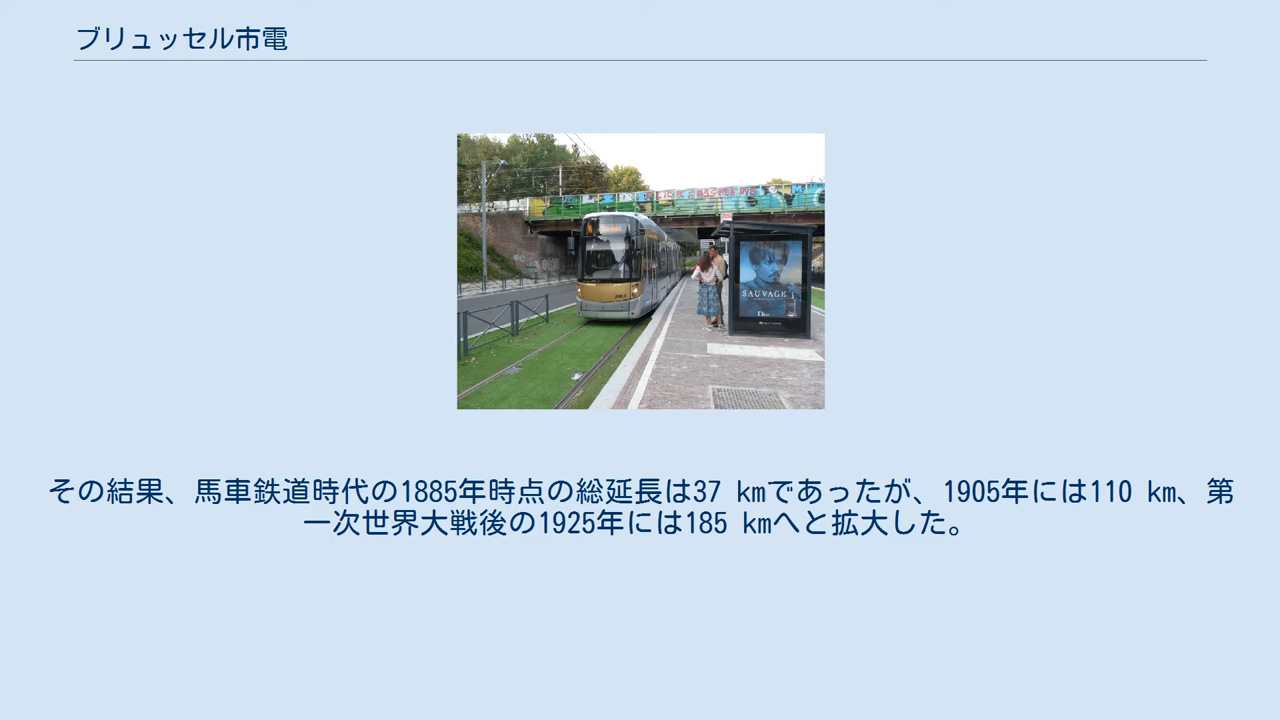 ブリュッセル市電
SAUVAGE
Dior
その結果、馬車鉄道時代の1885年時点の総延長は37 kmであったが、1905年には110 km、第
一次世界大戦後の1925年には185 kmへと拡大した。